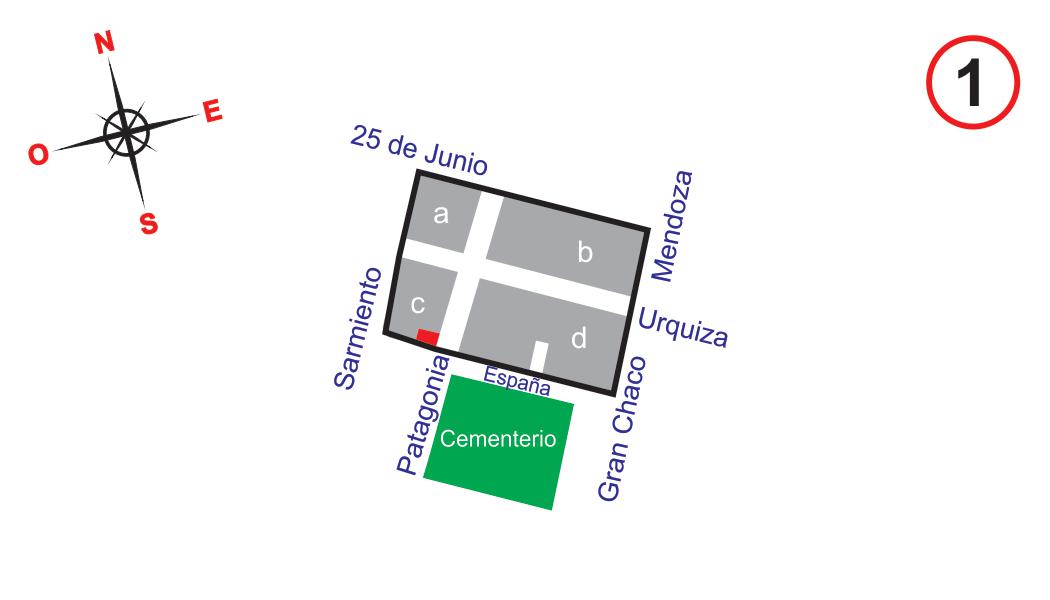 N
E
O
S
1
25 de Junio
Mendoza
a
b
Sarmiento
c
d
Urquiza
Patagonia
España
Gran Chaco
Cementerio